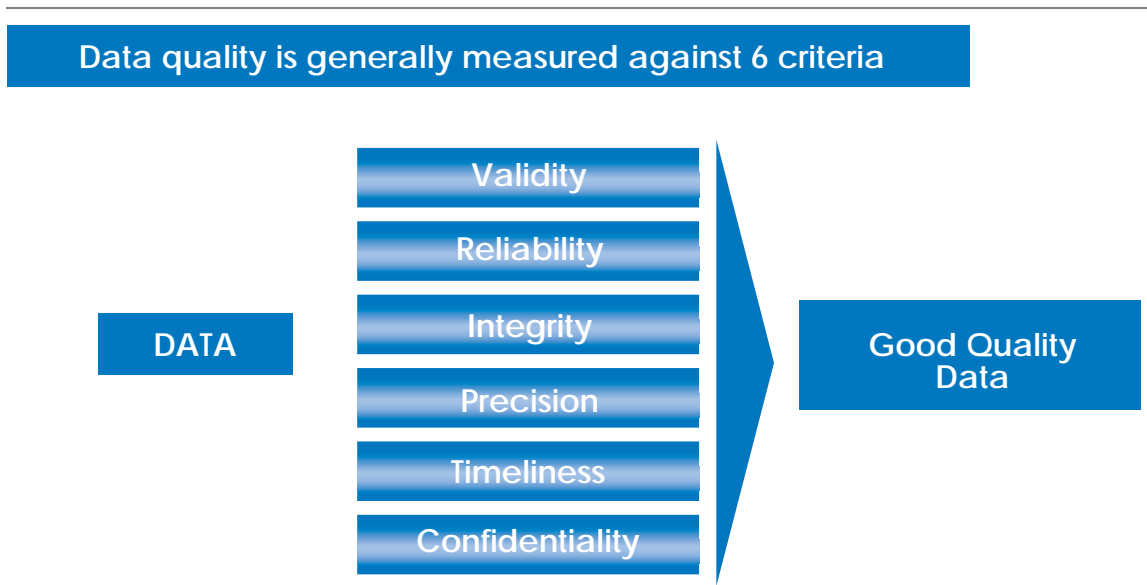 Data quality is generally measured against 6 criteria
Validity
Reliability
Integrity
Precision
Timeliness
Confidentiality
DATA
Good Quality
Data